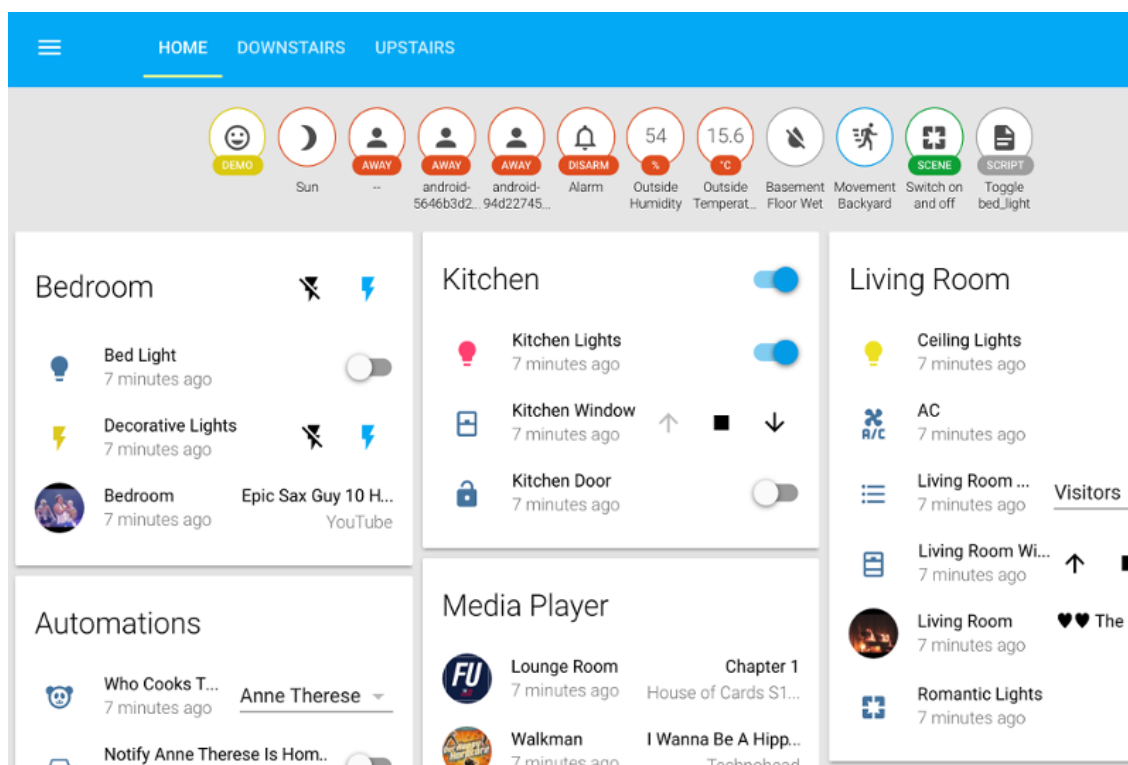 HOME DOWNSTAIRS UPSTAIRS
54 15.6
DEMO AWAY AWAY AWAY DISARM % °C SCENE SCRIPT
Sun -- android- android- Alarm Outside Outside Basement Movement Switch on Toggle
5646b3d2... 94d22745... Humidity Temperat... Floor Wet Backyard and off bed_light
Bedroom
Bed Light
7 minutes ago
Decorative Lights
7 minutes ago
Bedroom Epic Sax Guy 10 H...
7 minutes ago YouTube
Automations
Who Cooks T...
7 minutes ago
Anne Therese
Notify Anne Therese Is Hom..
Kitchen
Kitchen Lights
7 minutes ago
Kitchen Window
7 minutes ago
Kitchen Door
7 minutes ago
Media Player
FU
Lounge Room Chapter 1
7 minutes ago House of Cards S1...
Walkman I Wanna Be A Hipp...
7 minutes ago Technohead
Living Room
Ceiling Lights
7 minutes ago
A/C
AC
7 minutes ago
Living Room ...
7 minutes ago
Visitors
Living Room Wi...
7 minutes ago
Living Room ♥♥ The
7 minutes ago
Romantic Lights
7 minutes ago